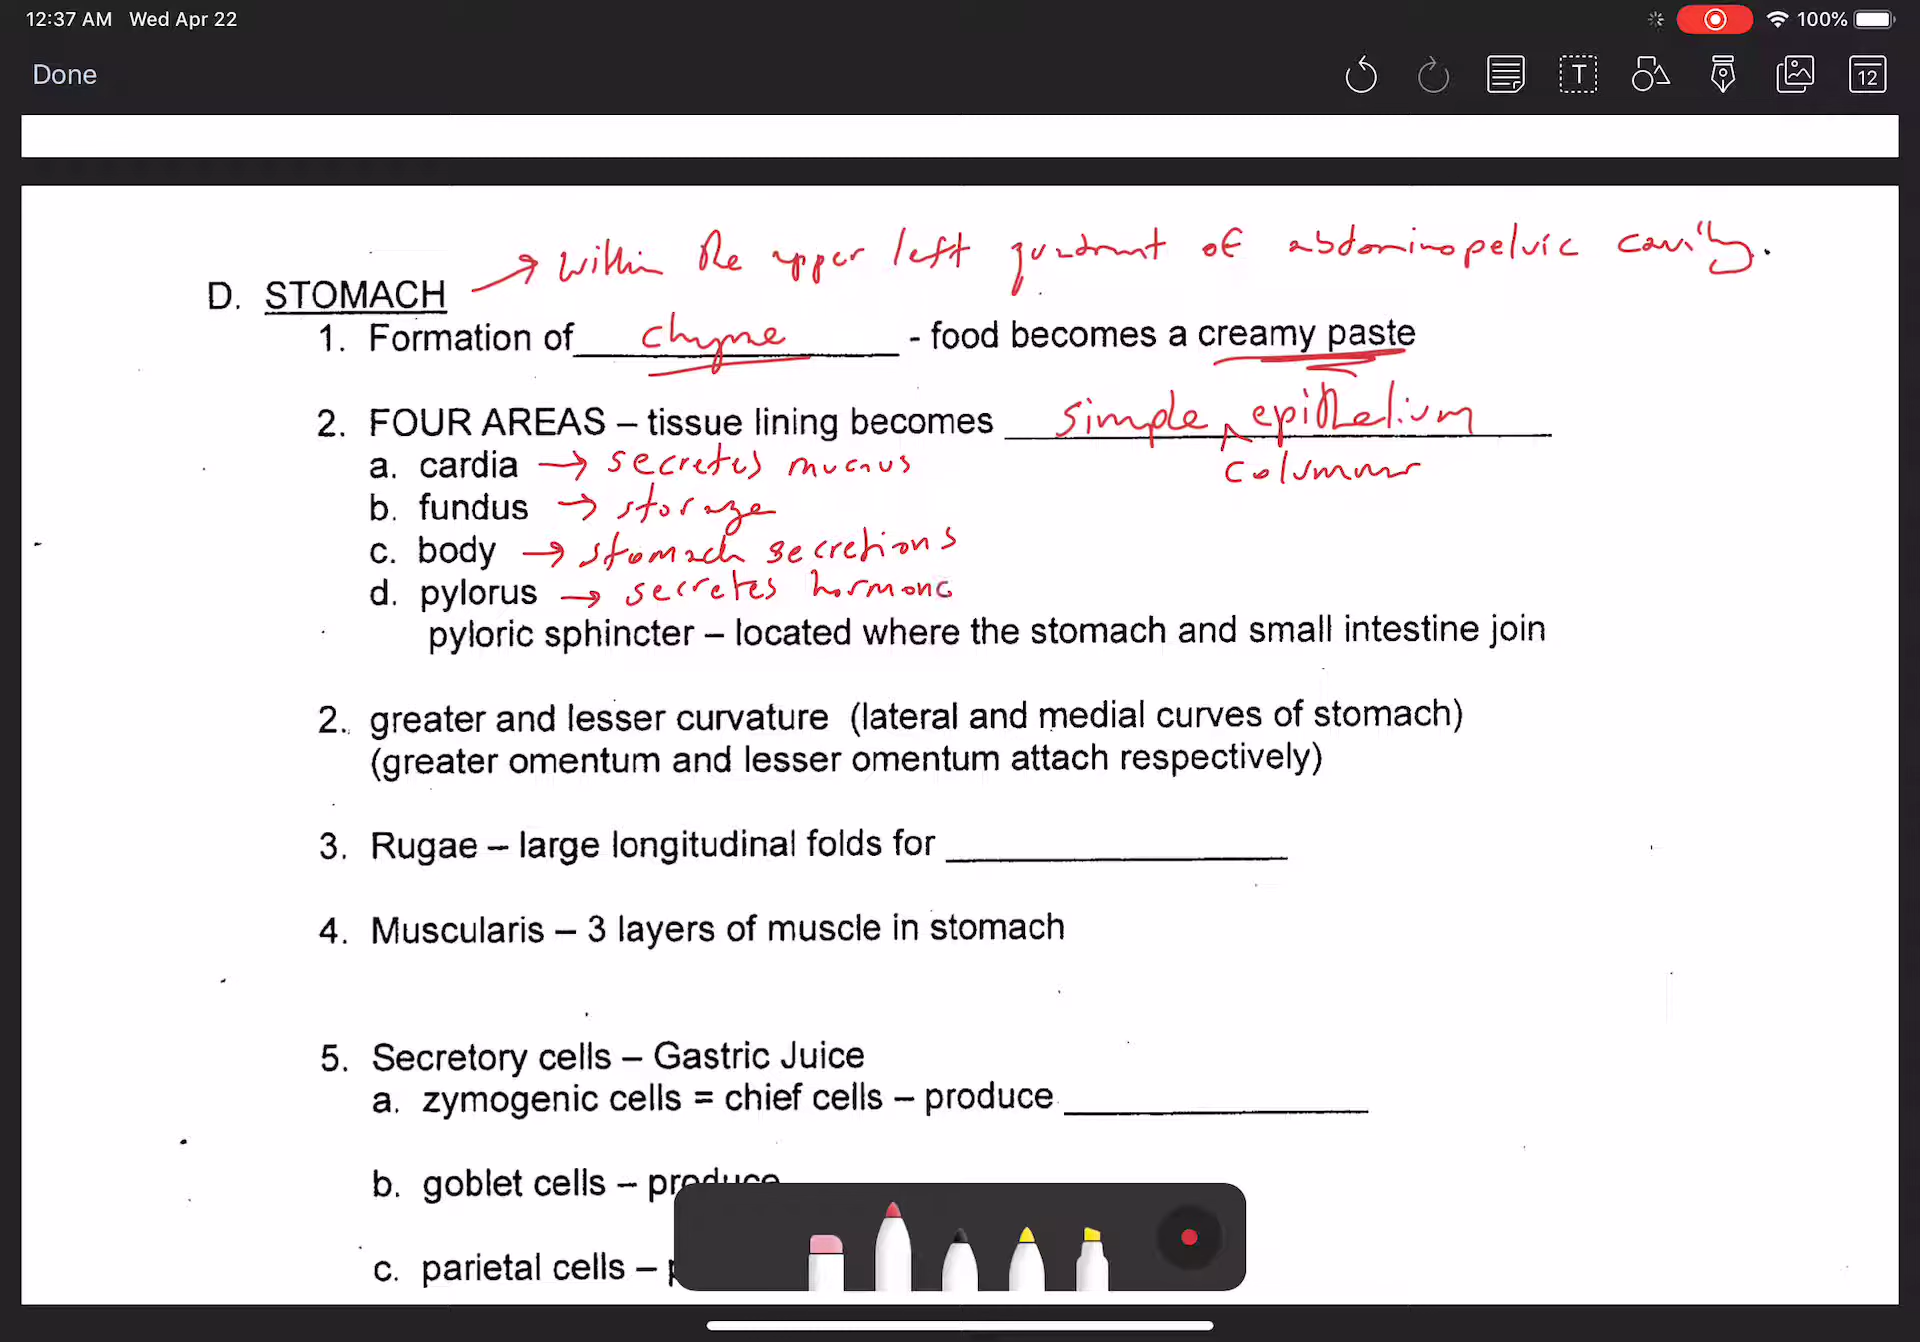 12:37 AM Wed Apr 22
100%
Done
T
12
→ within the upper left quadrant of abdominopelvic cavity.
D. STOMACH
1. Formation of chyme - food becomes a creamy paste
2. FOUR AREAS – tissue lining becomes simple ^ epithelium
columnar
a. cardia → secretes mucus
b. fundus → storage
c. body → stomach secretions
d. pylorus → secretes hormone
pyloric sphincter – located where the stomach and small intestine join
2. greater and lesser curvature (lateral and medial curves of stomach)
(greater omentum and lesser omentum attach respectively)
3. Rugae – large longitudinal folds for
4. Muscularis – 3 layers of muscle in stomach
5. Secretory cells – Gastric Juice
a. zymogenic cells = chief cells – produce
b. goblet cells – produce
c. parietal cells –